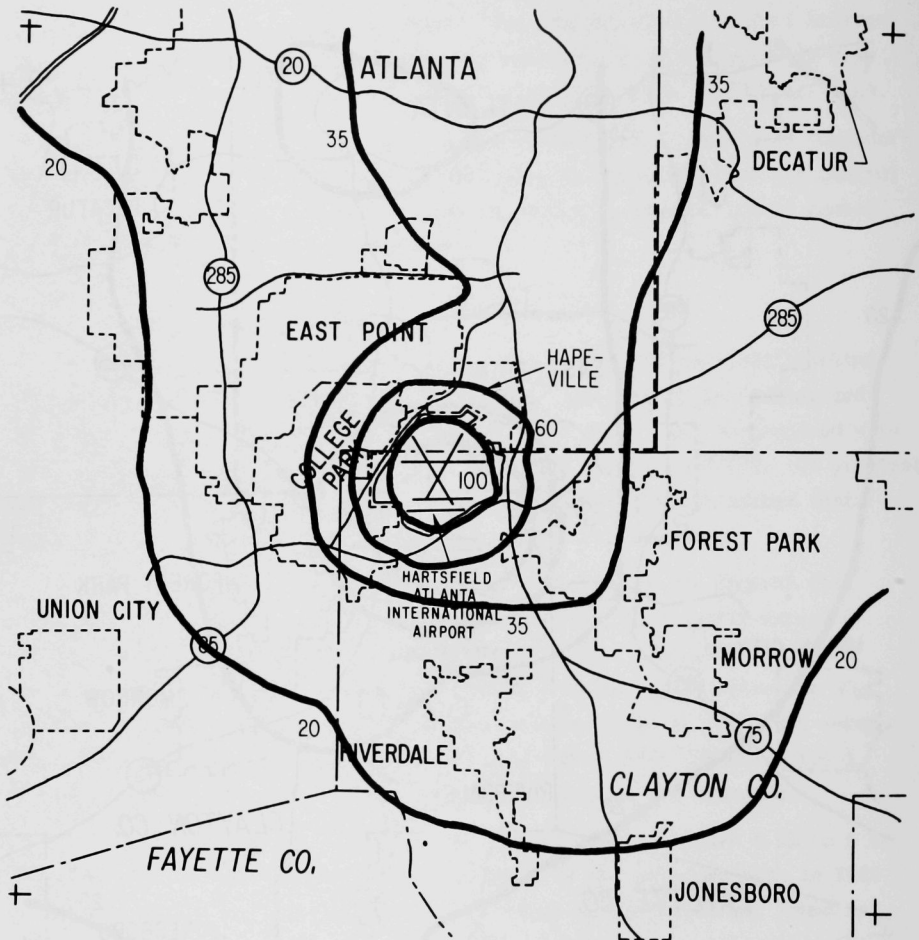 20
ATLANTA
35
35
20
DECATUR
285
285
EAST POINT
HAPE-
VILLE
60
COLLEGE
PARK
100
FOREST PARK
HARTSFIELD
ATLANTA
INTERNATIONAL
AIRPORT
35
UNION CITY
85
MORROW
20
20
RIVERDALE
75
CLAYTON CO.
FAYETTE CO.
JONESBORO